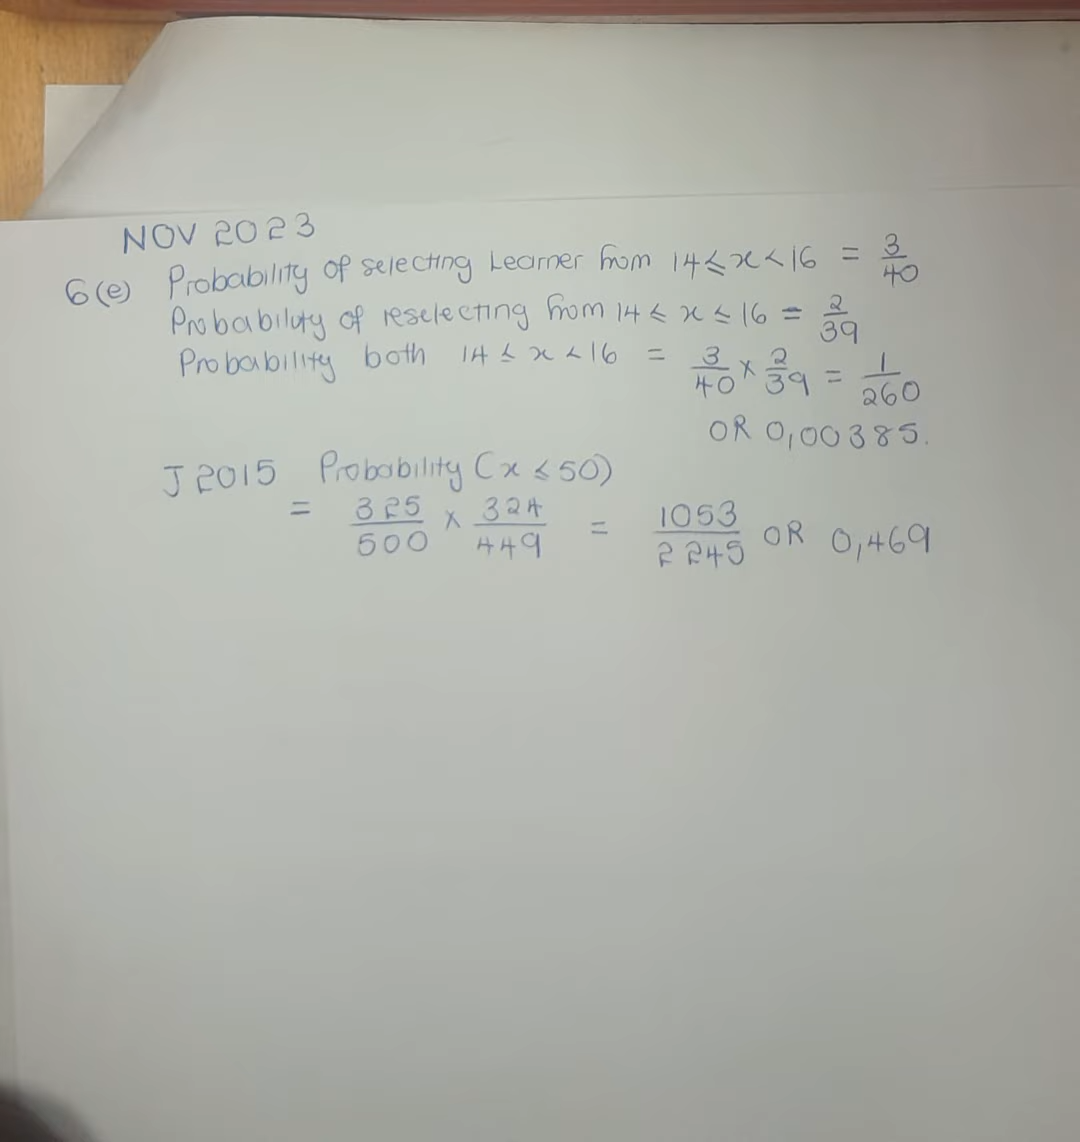 NOV 2023
6(e) Probability of selecting Learner from 14 ≤ x < 16 = 3/40
Probability of reselecting from 14 ≤ x ≤ 16 = 2/39
Probability both 14 ≤ x < 16 = 3/40 × 2/39 = 1/260
OR 0,00385.
J 2015 Probability (x ≤ 50)
= 325/500 × 324/449 = 1053/2245 OR 0,469